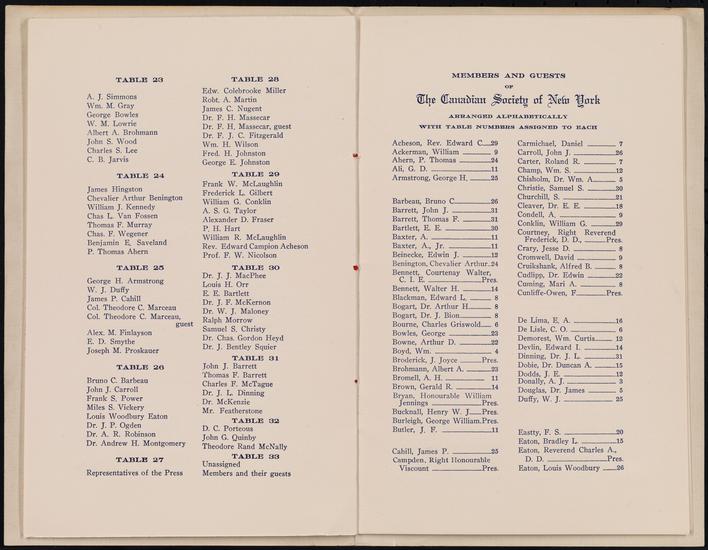 TABLE 23
A. J. Simmons
Wm. M. Gray
George Bowles
W. M. Lowrie
Albert A. Brohmann
John S. Wood
Charles S. Lee
C. B. Jarvis
TABLE 24
James Hingston
Chevalier Arthur Benington
William J. Kennedy
Chas L. Van Fossen
Thomas F. Murray
Chas. F. Wegener
Benjamin E. Saveland
P. Thomas Ahern
TABLE 25
George H. Armstrong
W. J. Duffy
James P. Cahill
Col. Theodore C. Marceau
Col. Theodore C. Marceau,
guest
Alex. M. Finlayson
E. D. Smythe
Joseph M. Proskauer
TABLE 26
Bruno C. Barbeau
John J. Carroll
Frank S. Power
Miles S. Vickery
Louis Woodbury Eaton
Dr. J. P. Ogden
Dr. A. R. Robinson
Dr. Andrew H. Montgomery
TABLE 27
Representatives of the Press
TABLE 28
Edw. Colebrooke Miller
Robt. A. Martin
James C. Nugent
Dr. F. H. Massecar
Dr. F. H. Massecar, guest
Dr. F. J. C. Fitzgerald
Wm. H. Wilson
Fred. H. Johnston
George E. Johnston
TABLE 29
Frank W. McLaughlin
Frederick L. Gilbert
William G. Conklin
A. S. G. Taylor
Alexander D. Fraser
P. H. Hart
William R. McLaughlin
Rev. Edward Campion Acheson
Prof. F. W. Nicolson
TABLE 30
Dr. J. J. MacPhee
Louis H. Orr
E. E. Bartlett
Dr. J. F. McKernon
Dr. W. J. Maloney
Ralph Morrow
Samuel S. Christy
Dr. Chas. Gordon Heyd
Dr. J. Bentley Squier
TABLE 31
John J. Barrett
Thomas F. Barrett
Charles F. McTague
Dr. J. L. Dinning
Dr. McKenzie
Mr. Featherstone
TABLE 32
D. C. Porteous
John G. Quinby
Theodore Rand McNally
TABLE 33
Unassigned
Members and their guests
MEMBERS AND GUESTS
OF
The Canadian Society of New York
ARRANGED ALPHABETICALLY
WITH TABLE NUMBERS ASSIGNED TO EACH
Acheson, Rev. Edward C. 29
Ackerman, William 9
Ahern, P. Thomas 24
Ali, G. D. 11
Armstrong, George H. 25
Barbeau, Bruno C. 26
Barrett, John J. 31
Barrett, Thomas F. 31
Bartlett, E. E. 30
Baxter, A. 11
Baxter, A., Jr. 11
Beinecke, Edwin J. 12
Benington, Chevalier Arthur 24
Bennett, Courtenay Walter,
C. I. E. Pres.
Bennett, Walter H. 14
Blackman, Edward L. 8
Bogart, Dr. Arthur H. 8
Bogart, Dr. J. Bion 8
Bourne, Charles Griswold 6
Bowles, George 23
Bowne, Arthur D. 22
Boyd, Wm. 4
Broderick, J. Joyce Pres.
Brohmann, Albert A. 23
Bromell, A. H. 11
Brown, Gerald R. 14
Bryan, Honourable William
Jennings Pres.
Bucknall, Henry W. J. Pres.
Burleigh, George William Pres.
Butler, J. F. 11
Cahill, James P. 25
Campden, Right Honourable
Viscount Pres.
Carmichael, Daniel 7
Carroll, John J. 26
Carter, Roland R. 7
Champ, Wm. S. 12
Chisholm, Dr. Wm. A. 5
Christie, Samuel S. 30
Churchill, S. 21
Cleaver, Dr. E. E. 18
Condell, A. 9
Conklin, William G. 29
Courtney, Right Reverend
Frederick, D. D., Pres.
Crary, Jesse D. 8
Cromwell, David 9
Cruikshank, Alfred B. 8
Cudlipp, Dr. Edwin 22
Cuming, Mari A. 8
Cunliffe-Owen, F. Pres.
De Lima, E. A. 16
De Lisle, C. O. 6
Demorest, Wm. Curtis 12
Devlin, Edward I. 14
Dinning, Dr. J. L. 31
Dobie, Dr. Duncan A. 15
Dodds, J. E. 12
Donally, A. J. 3
Douglas, Dr. James 5
Duffy, W. J. 25
Eastty, F. S. 20
Eaton, Bradley L. 15
Eaton, Reverend Charles A.,
D. D. Pres.
Eaton, Louis Woodbury 26